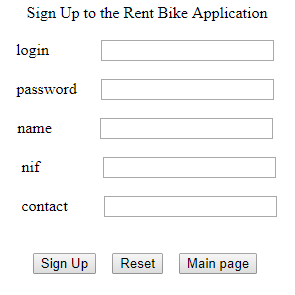 Sign Up to the Rent Bike Application
login
password
name
nif
contact
Sign Up Reset Main page